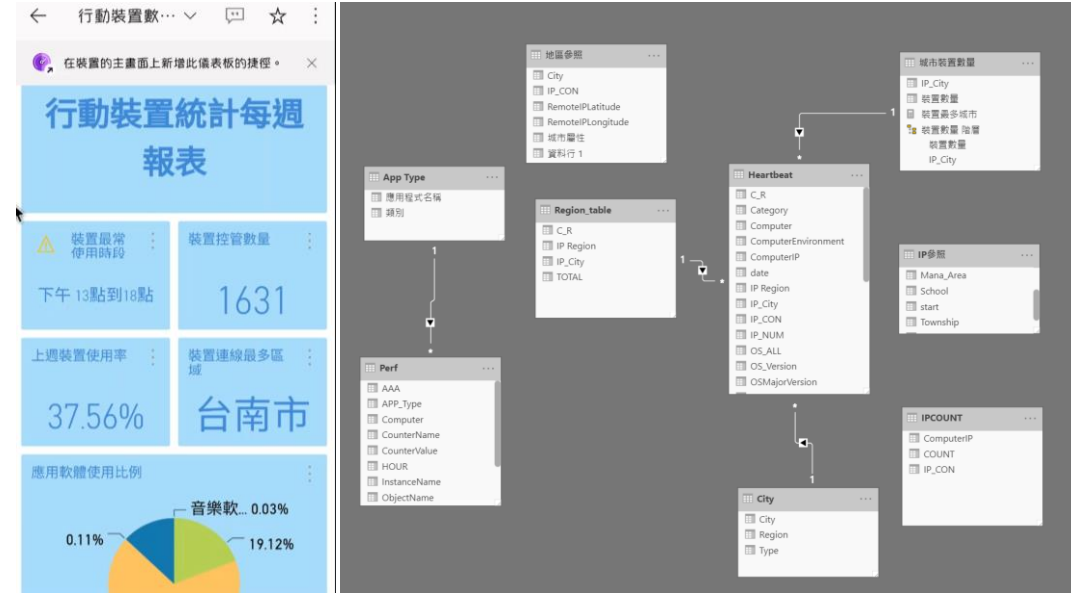 行動裝置數…
在裝置的主畫面上新增此儀表板的捷徑。
行動裝置統計每週
報表
裝置最常
使用時段
下午 13點到18點
裝置控管數量
1631
上週裝置使用率
37.56%
裝置連線最多區
域
台南市
應用軟體使用比例
音樂軟... 0.03%
0.11%
19.12%
地區參照
City
IP_CON
RemoteIPLatitude
RemoteIPLongitude
城市屬性
資料行 1
城市裝置數量
IP_City
裝置數量
裝置最多城市
裝置數量 階層
裝置數量
IP_City
1
*
App Type
應用程式名稱
類別
1
*
Region_table
C_R
IP Region
IP_City
TOTAL
1
*
Heartbeat
C_R
Category
Computer
ComputerEnvironment
ComputerIP
date
IP Region
IP_City
IP_CON
IP_NUM
OS_ALL
OS_Version
OSMajorVersion
*
1
IP參照
Mana_Area
School
start
Township
Perf
AAA
APP_Type
Computer
CounterName
CounterValue
HOUR
InstanceName
ObjectName
IPCOUNT
ComputerIP
COUNT
IP_CON
City
City
Region
Type